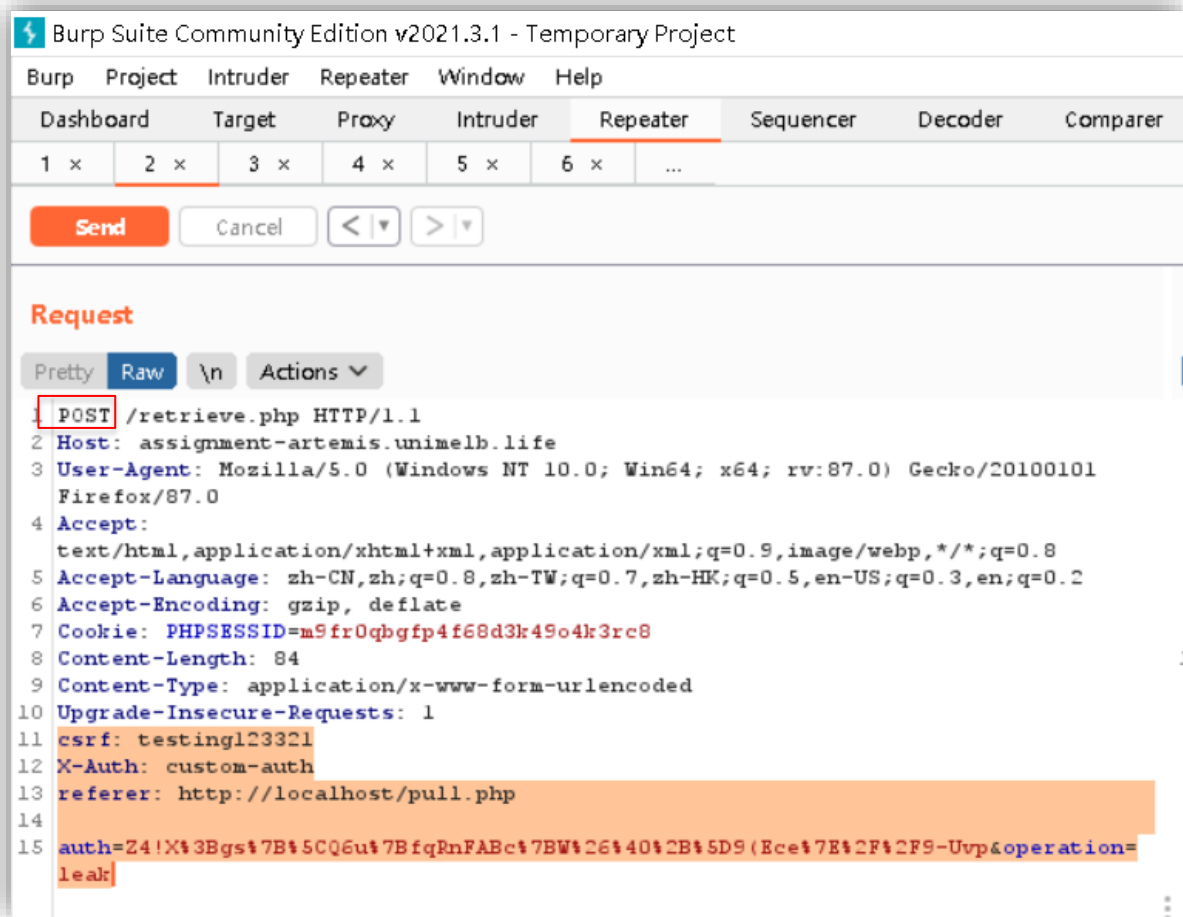 Burp Suite Community Edition v2021.3.1 - Temporary Project
Burp Project Intruder Repeater Window Help
Dashboard Target Proxy Intruder Repeater Sequencer Decoder Comparer
1 × 2 × 3 × 4 × 5 × 6 × ...
Send Cancel < ▼ > ▼
Request
Pretty Raw \n Actions
1 POST /retrieve.php HTTP/1.1
2 Host: assignment-artemis.unimelb.life
3 User-Agent: Mozilla/5.0 (Windows NT 10.0; Win64; x64; rv:87.0) Gecko/20100101
Firefox/87.0
4 Accept:
text/html,application/xhtml+xml,application/xml;q=0.9,image/webp,*/*;q=0.8
5 Accept-Language: zh-CN,zh;q=0.8,zh-TW;q=0.7,zh-HK;q=0.5,en-US;q=0.3,en;q=0.2
6 Accept-Encoding: gzip, deflate
7 Cookie: PHPSESSID=m9fr0qbgfp4f68d3k49o4k3rc8
8 Content-Length: 84
9 Content-Type: application/x-www-form-urlencoded
10 Upgrade-Insecure-Requests: 1
11 csrf: testing123321
12 X-Auth: custom-auth
13 referer: http://localhost/pull.php
14
15 auth=Z4!X%3Bgs%7B%5CQ6u%7BfqRnFABc%7BW%26%40%2B%5D9(Ece%7E%2F%2F9-Uvp&operation=
leak